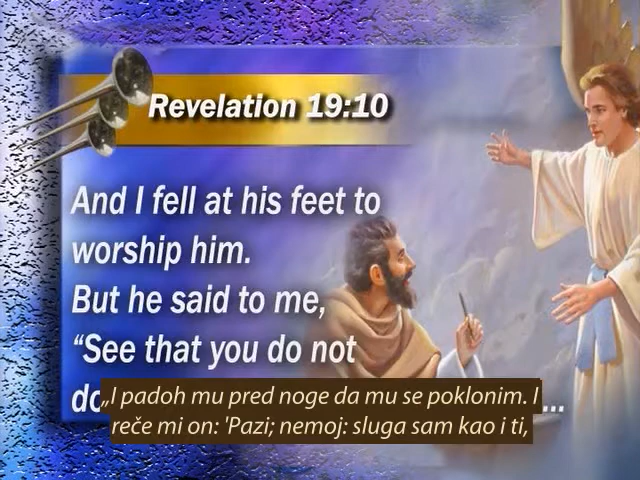 Revelation 19:10
And I fell at his feet to
worship him.
But he said to me,
“See that you do not
do ...
„I padoh mu pred noge da mu se poklonim. I
reče mi on: 'Pazi; nemoj: sluga sam kao i ti,